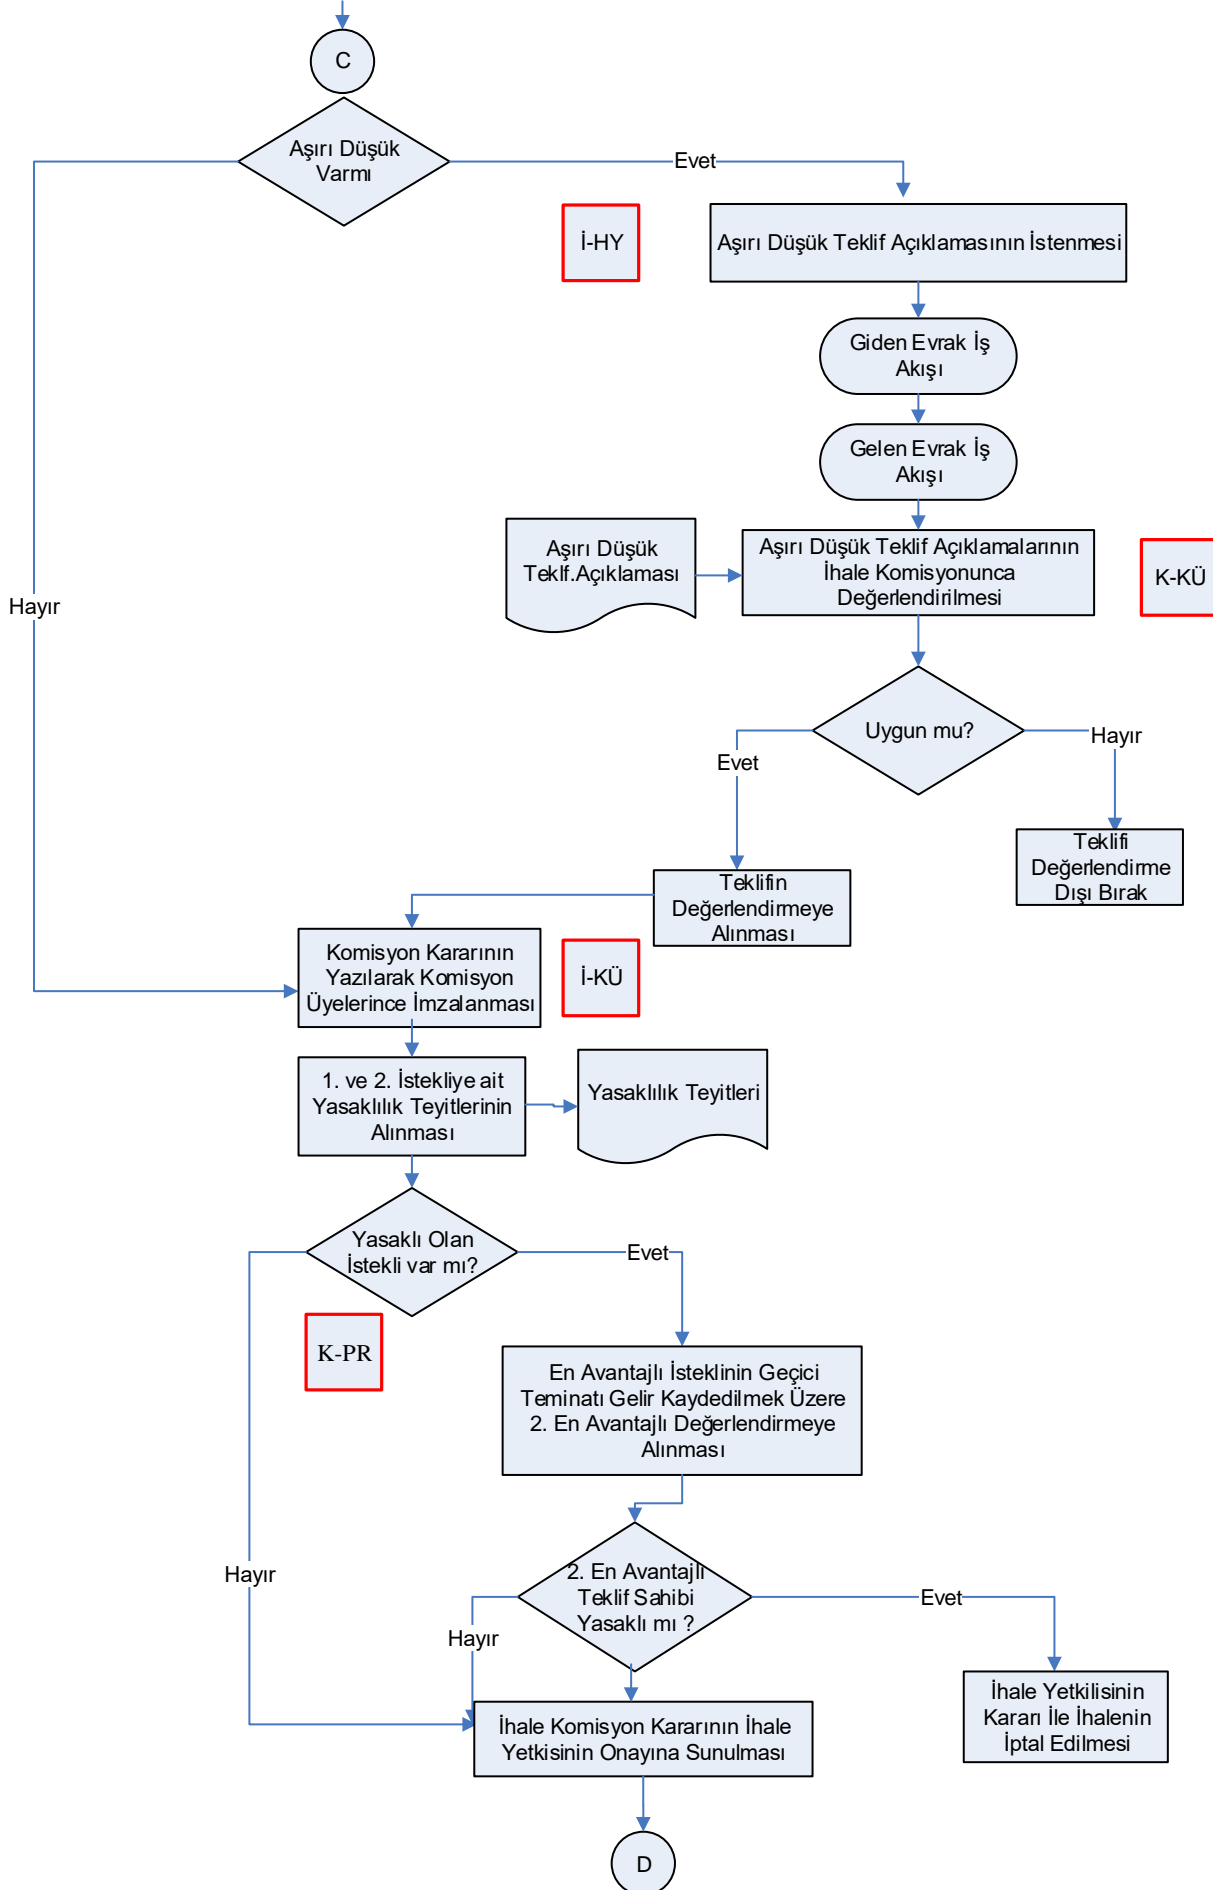 C
Aşırı Düşük
Varmı
Evet
İ-HY
Aşırı Düşük Teklif Açıklamasının İstenmesi
Giden Evrak İş
Akışı
Gelen Evrak İş
Akışı
Aşırı Düşük
Teklf.Açıklaması
Aşırı Düşük Teklif Açıklamalarının
İhale Komisyonunca
Değerlendirilmesi
K-KÜ
Hayır
Uygun mu?
Evet
Hayır
Teklifi
Değerlendirme
Dışı Bırak
Teklifin
Değerlendirmeye
Alınması
Komisyon Kararının
Yazılarak Komisyon
Üyelerince İmzalanması
İ-KÜ
1. ve 2. İstekliye ait
Yasaklılık Teyitlerinin
Alınması
Yasaklılık Teyitleri
Yasaklı Olan
İstekli var mı?
Evet
K-PR
En Avantajlı İsteklinin Geçici
Teminatı Gelir Kaydedilmek Üzere
2. En Avantajlı Değerlendirmeye
Alınması
Hayır
2. En Avantajlı
Teklif Sahibi
Yasaklı mı ?
Evet
Hayır
İhale Komisyon Kararının İhale
Yetkisinin Onayına Sunulması
İhale Yetkilisinin
Kararı İle İhalenin
İptal Edilmesi
D